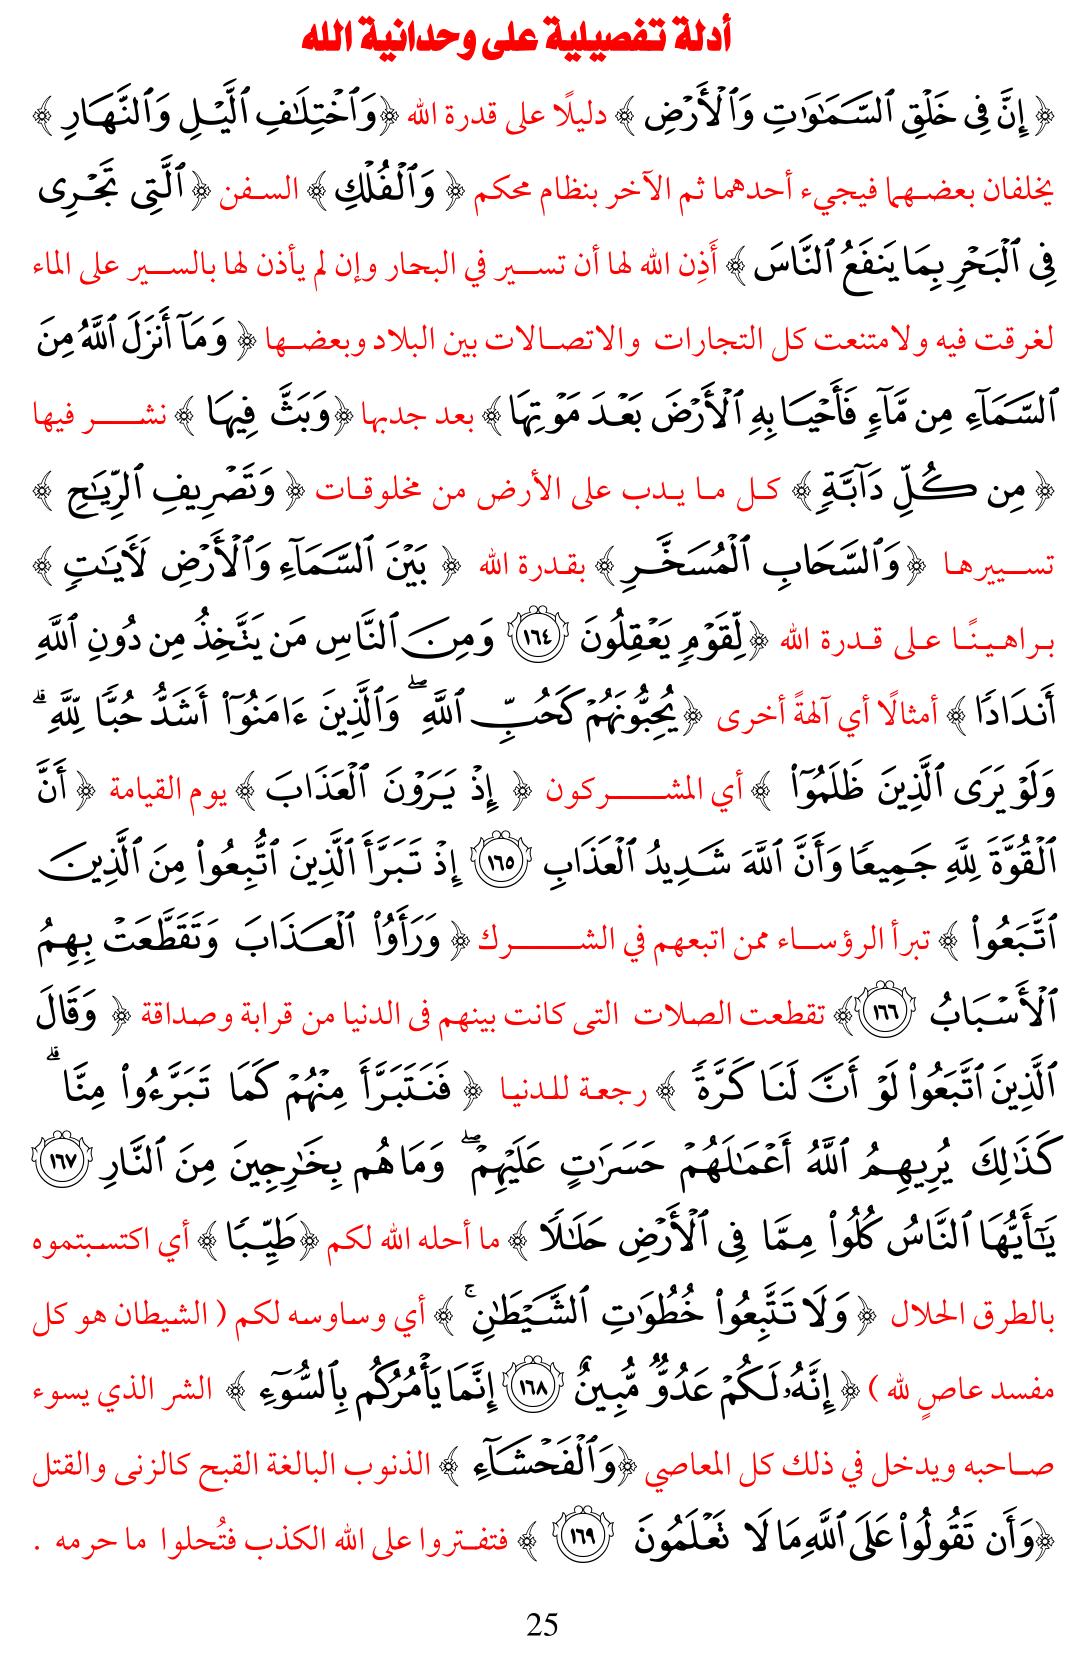 أدلة تفصيلية على وحدانية الله
﴿ إِنَّ فِى خَلْقِ ٱلسَّمَـٰوَٰتِ وَٱلْأَرْضِ ﴾ دليلًا على قدرة الله ﴿وَٱخْتِلَـٰفِ ٱلَّيْلِ وَٱلنَّهَارِ ﴾
يخلفان بعضهما فيجيء أحدهما ثم الآخر بنظام محكم ﴿ وَٱلْفُلْكِ ﴾ السفن ﴿ ٱلَّتِى تَجْرِى
فِى ٱلْبَحْرِ بِمَا يَنفَعُ ٱلنَّاسَ ﴾ أَذِن الله لها أن تسير في البحار وإن لم يأذن لها بالسير على الماء
لغرقت فيه ولامتنعت كل التجارات والاتصالات بين البلاد وبعضها ﴿ وَمَآ أَنزَلَ ٱللَّهُ مِنَ
ٱلسَّمَآءِ مِن مَّآءٍ فَأَحْيَا بِهِ ٱلْأَرْضَ بَعْدَ مَوْتِهَا ﴾ بعد جدبها ﴿وَبَثَّ فِيهَا ﴾ نشر فيها
﴿ مِن كُلِّ دَآبَّةٍ ﴾ كل ما يدب على الأرض من مخلوقات ﴿ وَتَصْرِيفِ ٱلرِّيَـٰحِ ﴾
تسييرها ﴿وَٱلسَّحَابِ ٱلْمُسَخَّرِ ﴾ بقدرة الله ﴿ بَيْنَ ٱلسَّمَآءِ وَٱلْأَرْضِ لَـَٔايَـٰتٍ ﴾
براهينًا على قدرة الله ﴿لِّقَوْمٍ يَعْقِلُونَ ١٦٤ وَمِنَ ٱلنَّاسِ مَن يَتَّخِذُ مِن دُونِ ٱللَّهِ
أَندَادًا ﴾ أمثالًا أي آلهةً أخرى ﴿يُحِبُّونَهُمْ كَحُبِّ ٱللَّهِ ۖ وَٱلَّذِينَ ءَامَنُوٓا۟ أَشَدُّ حُبًّا لِّلَّهِ ۗ
وَلَوْ يَرَى ٱلَّذِينَ ظَلَمُوٓا۟ ﴾ أي المشركون ﴿ إِذْ يَرَوْنَ ٱلْعَذَابَ ﴾ يوم القيامة ﴿ أَنَّ
ٱلْقُوَّةَ لِلَّهِ جَمِيعًا وَأَنَّ ٱللَّهَ شَدِيدُ ٱلْعَذَابِ ١٦٥ إِذْ تَبَرَّأَ ٱلَّذِينَ ٱتُّبِعُوا۟ مِنَ ٱلَّذِينَ
ٱتَّبَعُوا۟ ﴾ تبرأ الرؤساء ممن اتبعهم في الشرك ﴿ وَرَأَوُا۟ ٱلْعَذَابَ وَتَقَطَّعَتْ بِهِمُ
ٱلْأَسْبَابُ ١٦٦ ﴾ تقطعت الصلات التى كانت بينهم فى الدنيا من قرابة وصداقة ﴿ وَقَالَ
ٱلَّذِينَ ٱتَّبَعُوا۟ لَوْ أَنَّ لَنَا كَرَّةً ﴾ رجعة للدنيا ﴿ فَنَتَبَرَّأَ مِنْهُمْ كَمَا تَبَرَّءُوا۟ مِنَّا ۗ
كَذَٰلِكَ يُرِيهِمُ ٱللَّهُ أَعْمَـٰلَهُمْ حَسَرَٰتٍ عَلَيْهِمْ ۖ وَمَا هُم بِخَـٰرِجِينَ مِنَ ٱلنَّارِ ١٦٧
يَـٰٓأَيُّهَا ٱلنَّاسُ كُلُوا۟ مِمَّا فِى ٱلْأَرْضِ حَلَـٰلًا ﴾ ما أحله الله لكم ﴿طَيِّبًا ﴾ أي اكتسبتموه
بالطرق الحلال ﴿ وَلَا تَتَّبِعُوا۟ خُطُوَٰتِ ٱلشَّيْطَـٰنِ ۚ ﴾ أي وساوسه لكم ( الشيطان هو كل
مفسد عاصٍ لله ) ﴿ إِنَّهُۥ لَكُمْ عَدُوٌّ مُّبِينٌ ١٦٨ إِنَّمَا يَأْمُرُكُم بِٱلسُّوٓءِ ﴾ الشر الذي يسوء
صاحبه ويدخل في ذلك كل المعاصي ﴿وَٱلْفَحْشَآءِ ﴾ الذنوب البالغة القبح كالزنى والقتل
﴿وَأَن تَقُولُوا۟ عَلَى ٱللَّهِ مَا لَا تَعْلَمُونَ ١٦٩ ﴾ فتفتروا على الله الكذب فتُحلوا ما حرمه .
25